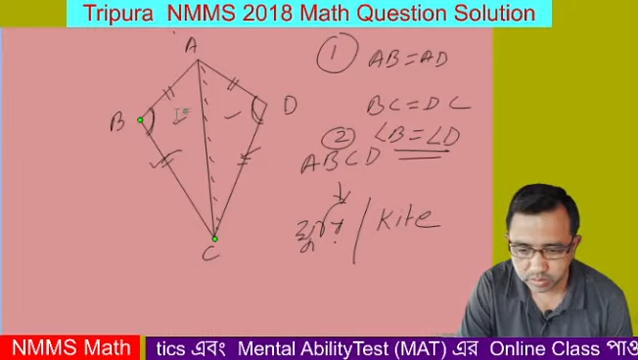 Tripura NMMS 2018 Math Question Solution
A
B
D
C
① AB=AD
BC=DC
② ∠B=∠D
ABCD
↓
/ Kite
NMMS Math
tics এবং Mental AbilityTest (MAT) এর Online Class পাও